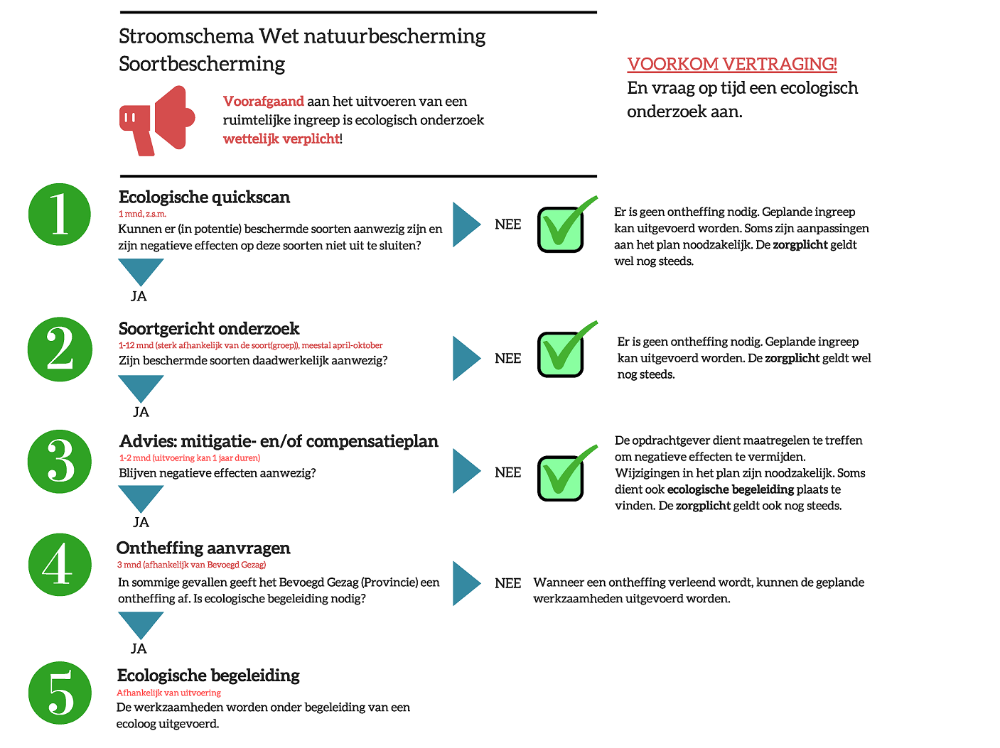 Stroomschema Wet natuurbescherming
Soortbescherming
Voorafgaand aan het uitvoeren van een
ruimtelijke ingreep is ecologisch onderzoek
wettelijk verplicht!
VOORKOM VERTRAGING!
En vraag op tijd een ecologisch
onderzoek aan.
1
Ecologische quickscan
1 mnd, z.s.m.
Kunnen er (in potentie) beschermde soorten aanwezig zijn en
zijn negatieve effecten op deze soorten niet uit te sluiten?
NEE
Er is geen ontheffing nodig. Geplande ingreep
kan uitgevoerd worden. Soms zijn aanpassingen
aan het plan noodzakelijk. De zorgplicht geldt
wel nog steeds.
JA
2
Soortgericht onderzoek
1-12 mnd (sterk afhankelijk van de soort(groep)), meestal april-oktober
Zijn beschermde soorten daadwerkelijk aanwezig?
NEE
Er is geen ontheffing nodig. Geplande ingreep
kan uitgevoerd worden. De zorgplicht geldt wel
nog steeds.
JA
3
Advies: mitigatie- en/of compensatieplan
1-2 mnd (uitvoering kan 1 jaar duren)
Blijven negatieve effecten aanwezig?
NEE
De opdrachtgever dient maatregelen te treffen
om negatieve effecten te vermijden.
Wijzigingen in het plan zijn noodzakelijk. Soms
dient ook ecologische begeleiding plaats te
vinden. De zorgplicht geldt ook nog steeds.
JA
4
Ontheffing aanvragen
3 mnd (afhankelijk van Bevoegd Gezag)
In sommige gevallen geeft het Bevoegd Gezag (Provincie) een
ontheffing af. Is ecologische begeleiding nodig?
NEE
Wanneer een ontheffing verleend wordt, kunnen de geplande
werkzaamheden uitgevoerd worden.
JA
5
Ecologische begeleiding
Afhankelijk van uitvoering
De werkzaamheden worden onder begeleiding van een
ecoloog uitgevoerd.